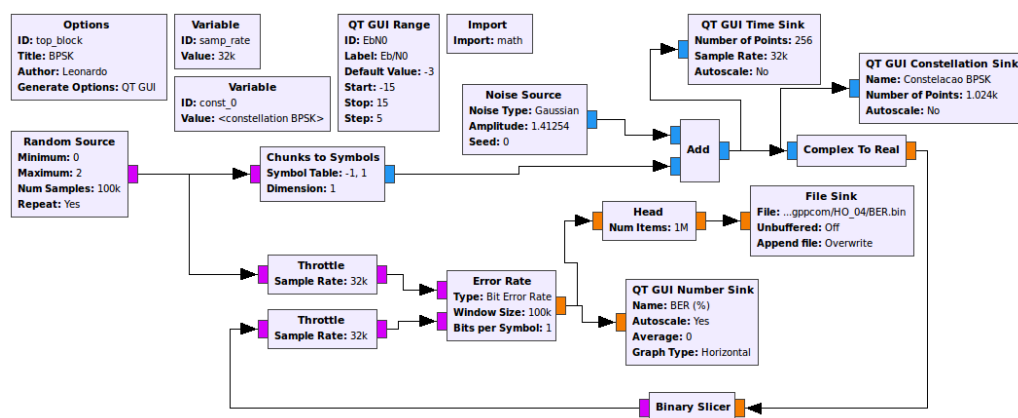 Options
ID: top_block
Title: BPSK
Author: Leonardo
Generate Options: QT GUI
Variable
ID: samp_rate
Value: 32k
Variable
ID: const_0
Value: <constellation BPSK>
QT GUI Range
ID: EbN0
Label: Eb/N0
Default Value: -3
Start: -15
Stop: 15
Step: 5
Import
Import: math
QT GUI Time Sink
Number of Points: 256
Sample Rate: 32k
Autoscale: No
QT GUI Constellation Sink
Name: Constelacao BPSK
Number of Points: 1.024k
Autoscale: No
Noise Source
Noise Type: Gaussian
Amplitude: 1.41254
Seed: 0
Random Source
Minimum: 0
Maximum: 2
Num Samples: 100k
Repeat: Yes
Chunks to Symbols
Symbol Table: -1, 1
Dimension: 1
Add
Complex To Real
Head
Num Items: 1M
File Sink
File: ...gppcom/HO_04/BER.bin
Unbuffered: Off
Append file: Overwrite
Throttle
Sample Rate: 32k
Throttle
Sample Rate: 32k
Error Rate
Type: Bit Error Rate
Window Size: 100k
Bits per Symbol: 1
QT GUI Number Sink
Name: BER (%)
Autoscale: Yes
Average: 0
Graph Type: Horizontal
Binary Slicer